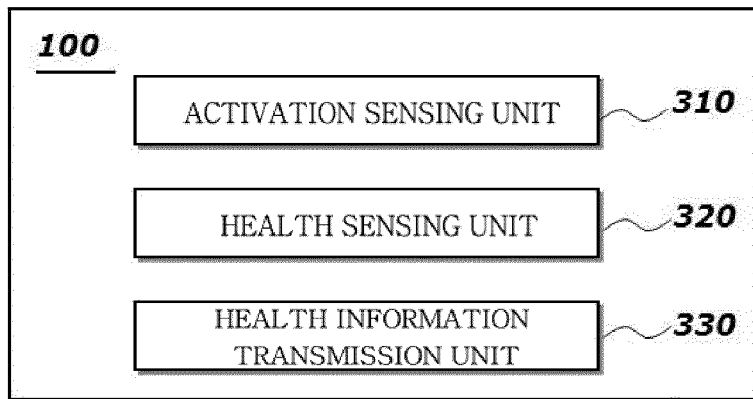 100
ACTIVATION SENSING UNIT
310
HEALTH SENSING UNIT
320
HEALTH INFORMATION
TRANSMISSION UNIT
330